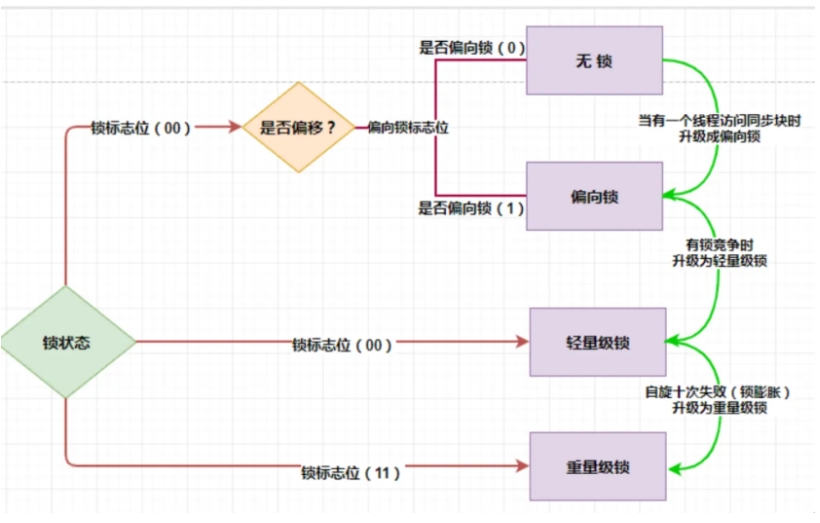 是否偏向锁（0）
无 锁
锁标志位（00）
是否偏移？
偏向锁标志位
当有一个线程访问同步块时
升级成偏向锁
是否偏向锁（1）
偏向锁
有锁竞争时
升级为轻量级锁
锁状态
锁标志位（00）
轻量级锁
自旋十次失败（锁膨胀）
升级为重量级锁
锁标志位（11）
重量级锁